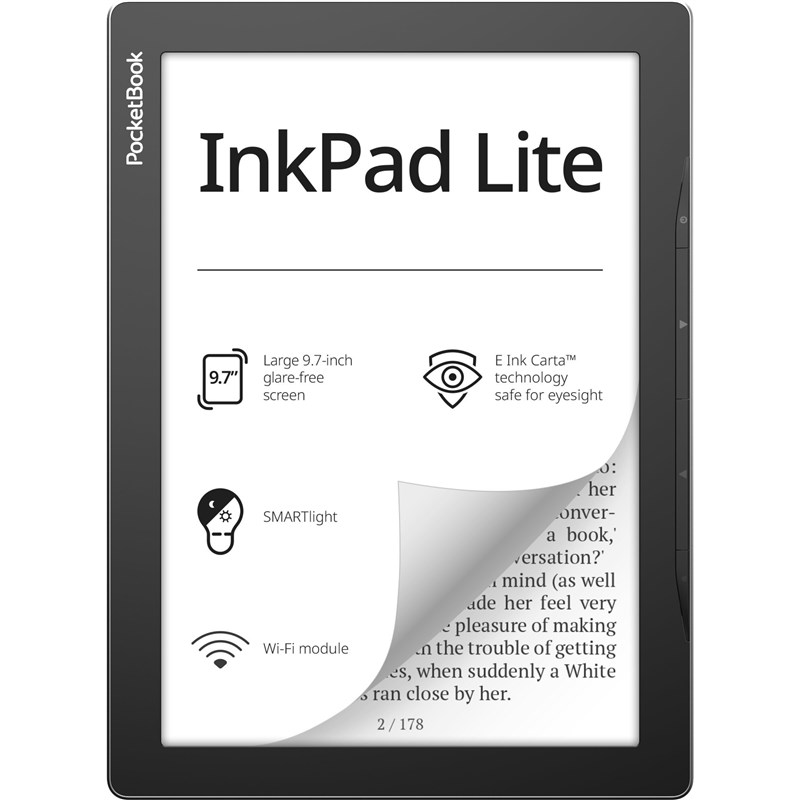 PocketBook
InkPad Lite
9.7"
Large 9.7-inch
glare-free
screen
E Ink Carta™
technology
safe for eyesight
SMARTlight
Wi-Fi module
her
a book,'
mind (as well
her feel very
pleasure of making
the trouble of getting
when suddenly a White
ran close by her.
2 / 178